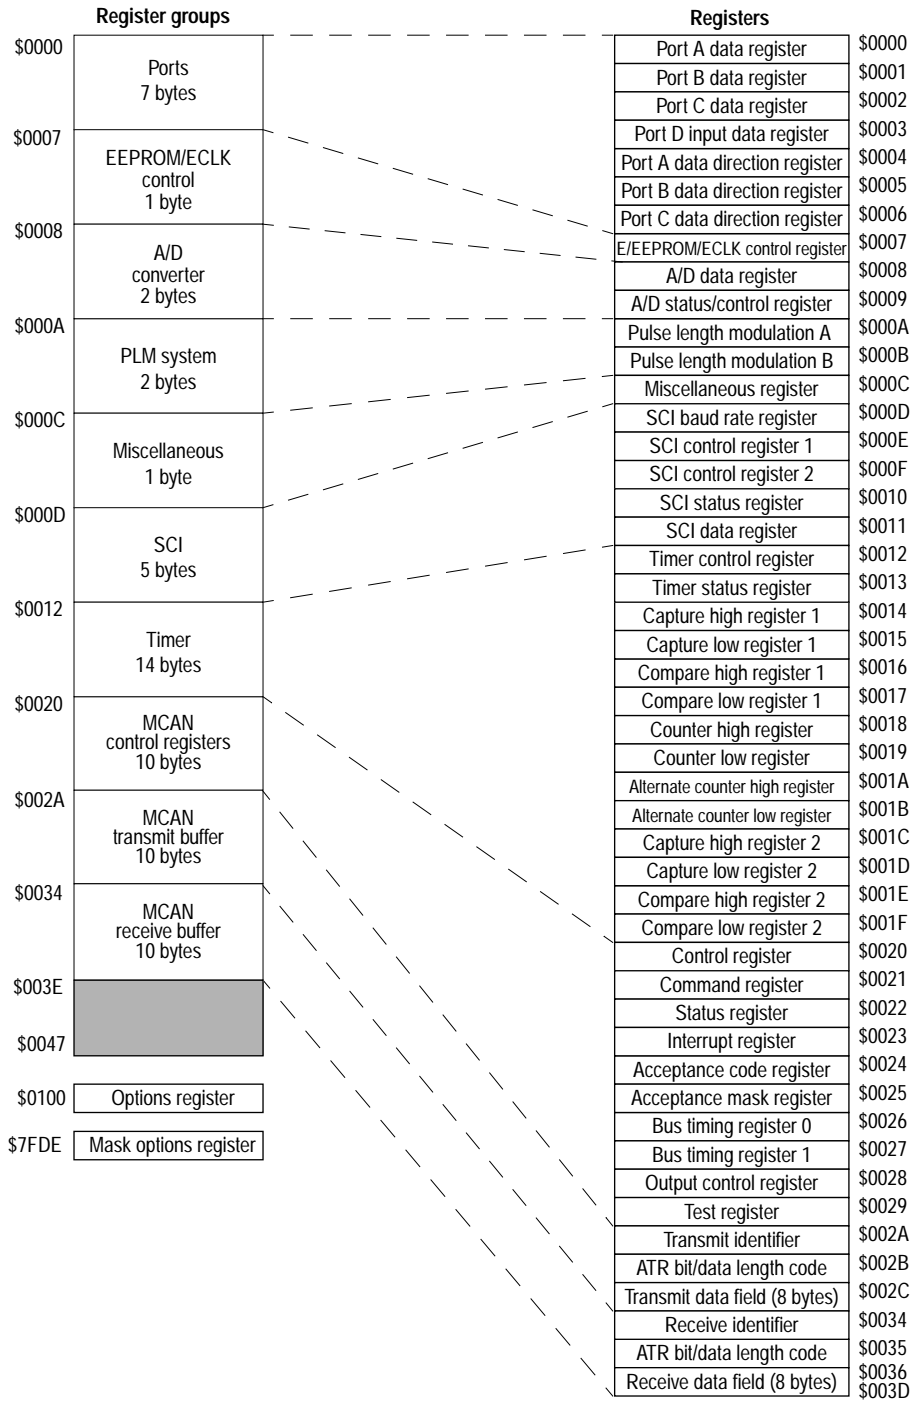 Register groups
$0000
Ports
7 bytes
$0007
EEPROM/ECLK
control
1 byte
$0008
A/D
converter
2 bytes
$000A
PLM system
2 bytes
$000C
Miscellaneous
1 byte
$000D
SCI
5 bytes
$0012
Timer
14 bytes
$0020
MCAN
control registers
10 bytes
$002A
MCAN
transmit buffer
10 bytes
$0034
MCAN
receive buffer
10 bytes
$003E
$0047
$0100 Options register
$7FDE Mask options register
Registers
Port A data register $0000
Port B data register $0001
Port C data register $0002
Port D input data register $0003
Port A data direction register $0004
Port B data direction register $0005
Port C data direction register $0006
E/EEPROM/ECLK control register $0007
A/D data register $0008
A/D status/control register $0009
Pulse length modulation A $000A
Pulse length modulation B $000B
Miscellaneous register $000C
SCI baud rate register $000D
SCI control register 1 $000E
SCI control register 2 $000F
SCI status register $0010
SCI data register $0011
Timer control register $0012
Timer status register $0013
Capture high register 1 $0014
Capture low register 1 $0015
Compare high register 1 $0016
Compare low register 1 $0017
Counter high register $0018
Counter low register $0019
Alternate counter high register $001A
Alternate counter low register $001B
Capture high register 2 $001C
Capture low register 2 $001D
Compare high register 2 $001E
Compare low register 2 $001F
Control register $0020
Command register $0021
Status register $0022
Interrupt register $0023
Acceptance code register $0024
Acceptance mask register $0025
Bus timing register 0 $0026
Bus timing register 1 $0027
Output control register $0028
Test register $0029
Transmit identifier $002A
ATR bit/data length code $002B
Transmit data field (8 bytes) $002C
Receive identifier $0034
ATR bit/data length code $0035
Receive data field (8 bytes) $0036
$003D